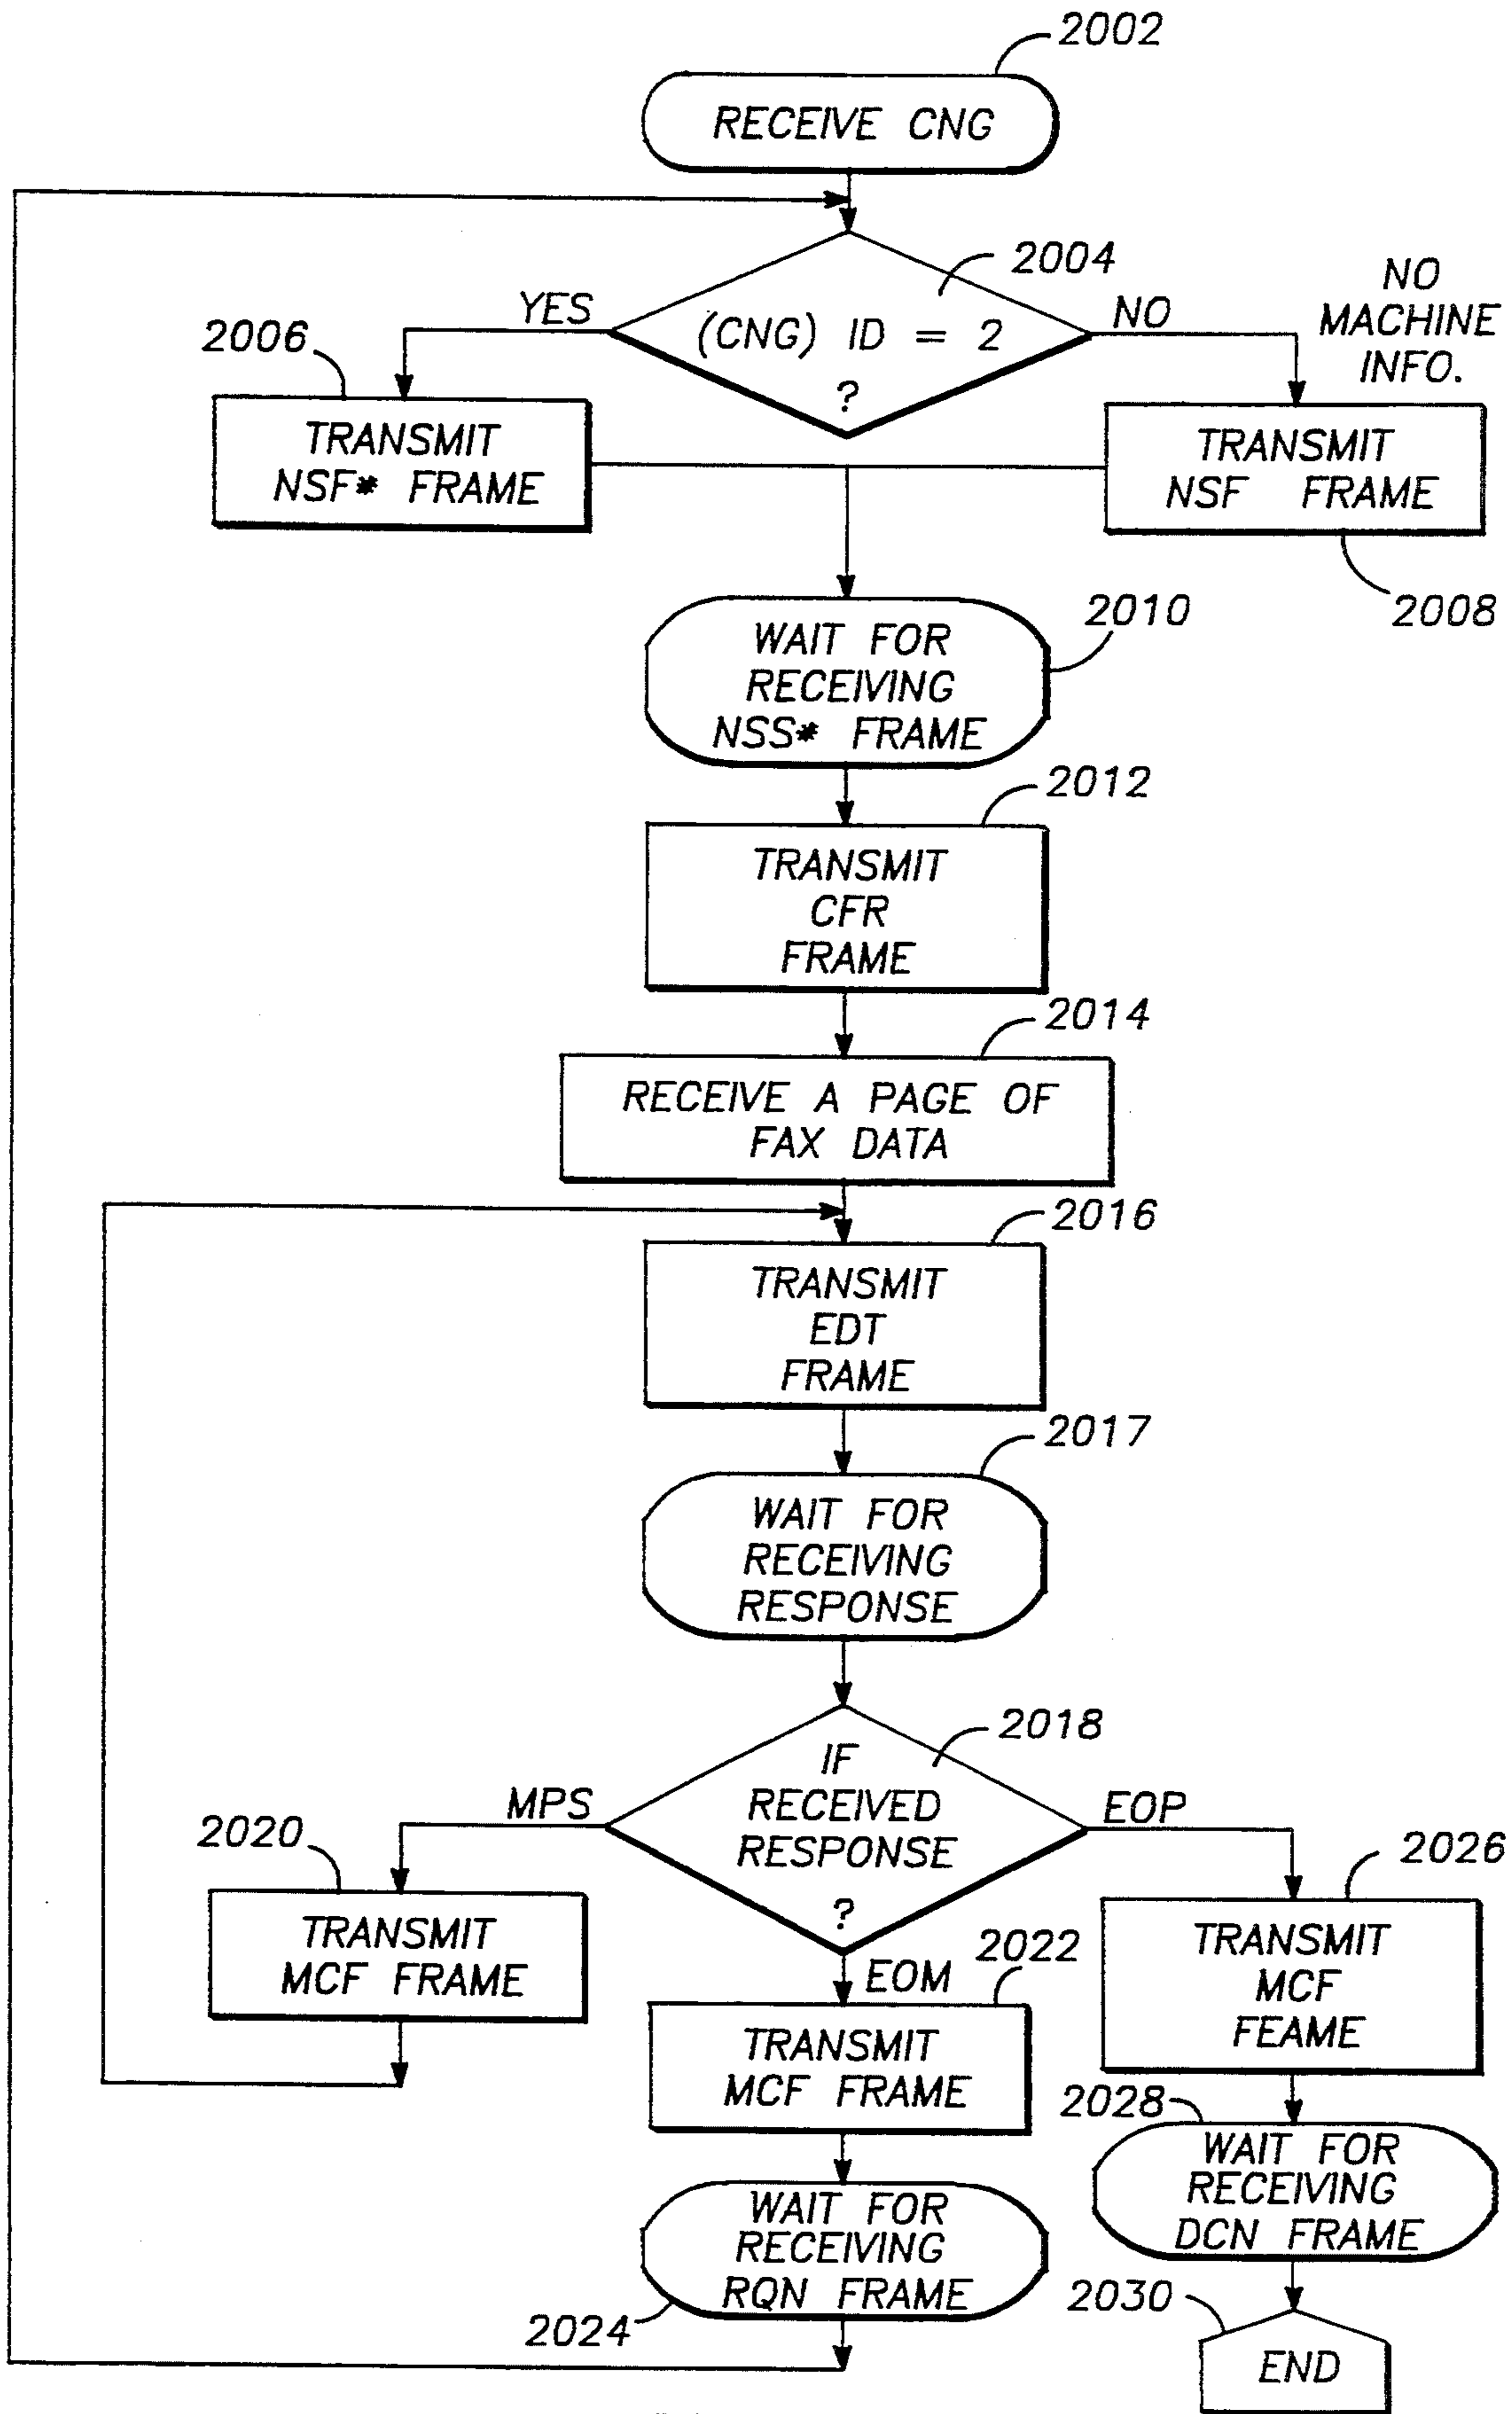 2002
RECEIVE CNG
2004
(CNG) ID = 2
?
YES
NO
NO
MACHINE
INFO.
2006
TRANSMIT
NSF* FRAME
TRANSMIT
NSF FRAME
2008
WAIT FOR
RECEIVING
NSS* FRAME
2010
2012
TRANSMIT
CFR
FRAME
2014
RECEIVE A PAGE OF
FAX DATA
2016
TRANSMIT
EDT
FRAME
2017
WAIT FOR
RECEIVING
RESPONSE
2018
IF
RECEIVED
RESPONSE
?
MPS
EOP
2020
TRANSMIT
MCF FRAME
EOM
2022
TRANSMIT
MCF FRAME
2026
TRANSMIT
MCF
FEAME
2028
WAIT FOR
RECEIVING
DCN FRAME
WAIT FOR
RECEIVING
RQN FRAME
2024
2030
END